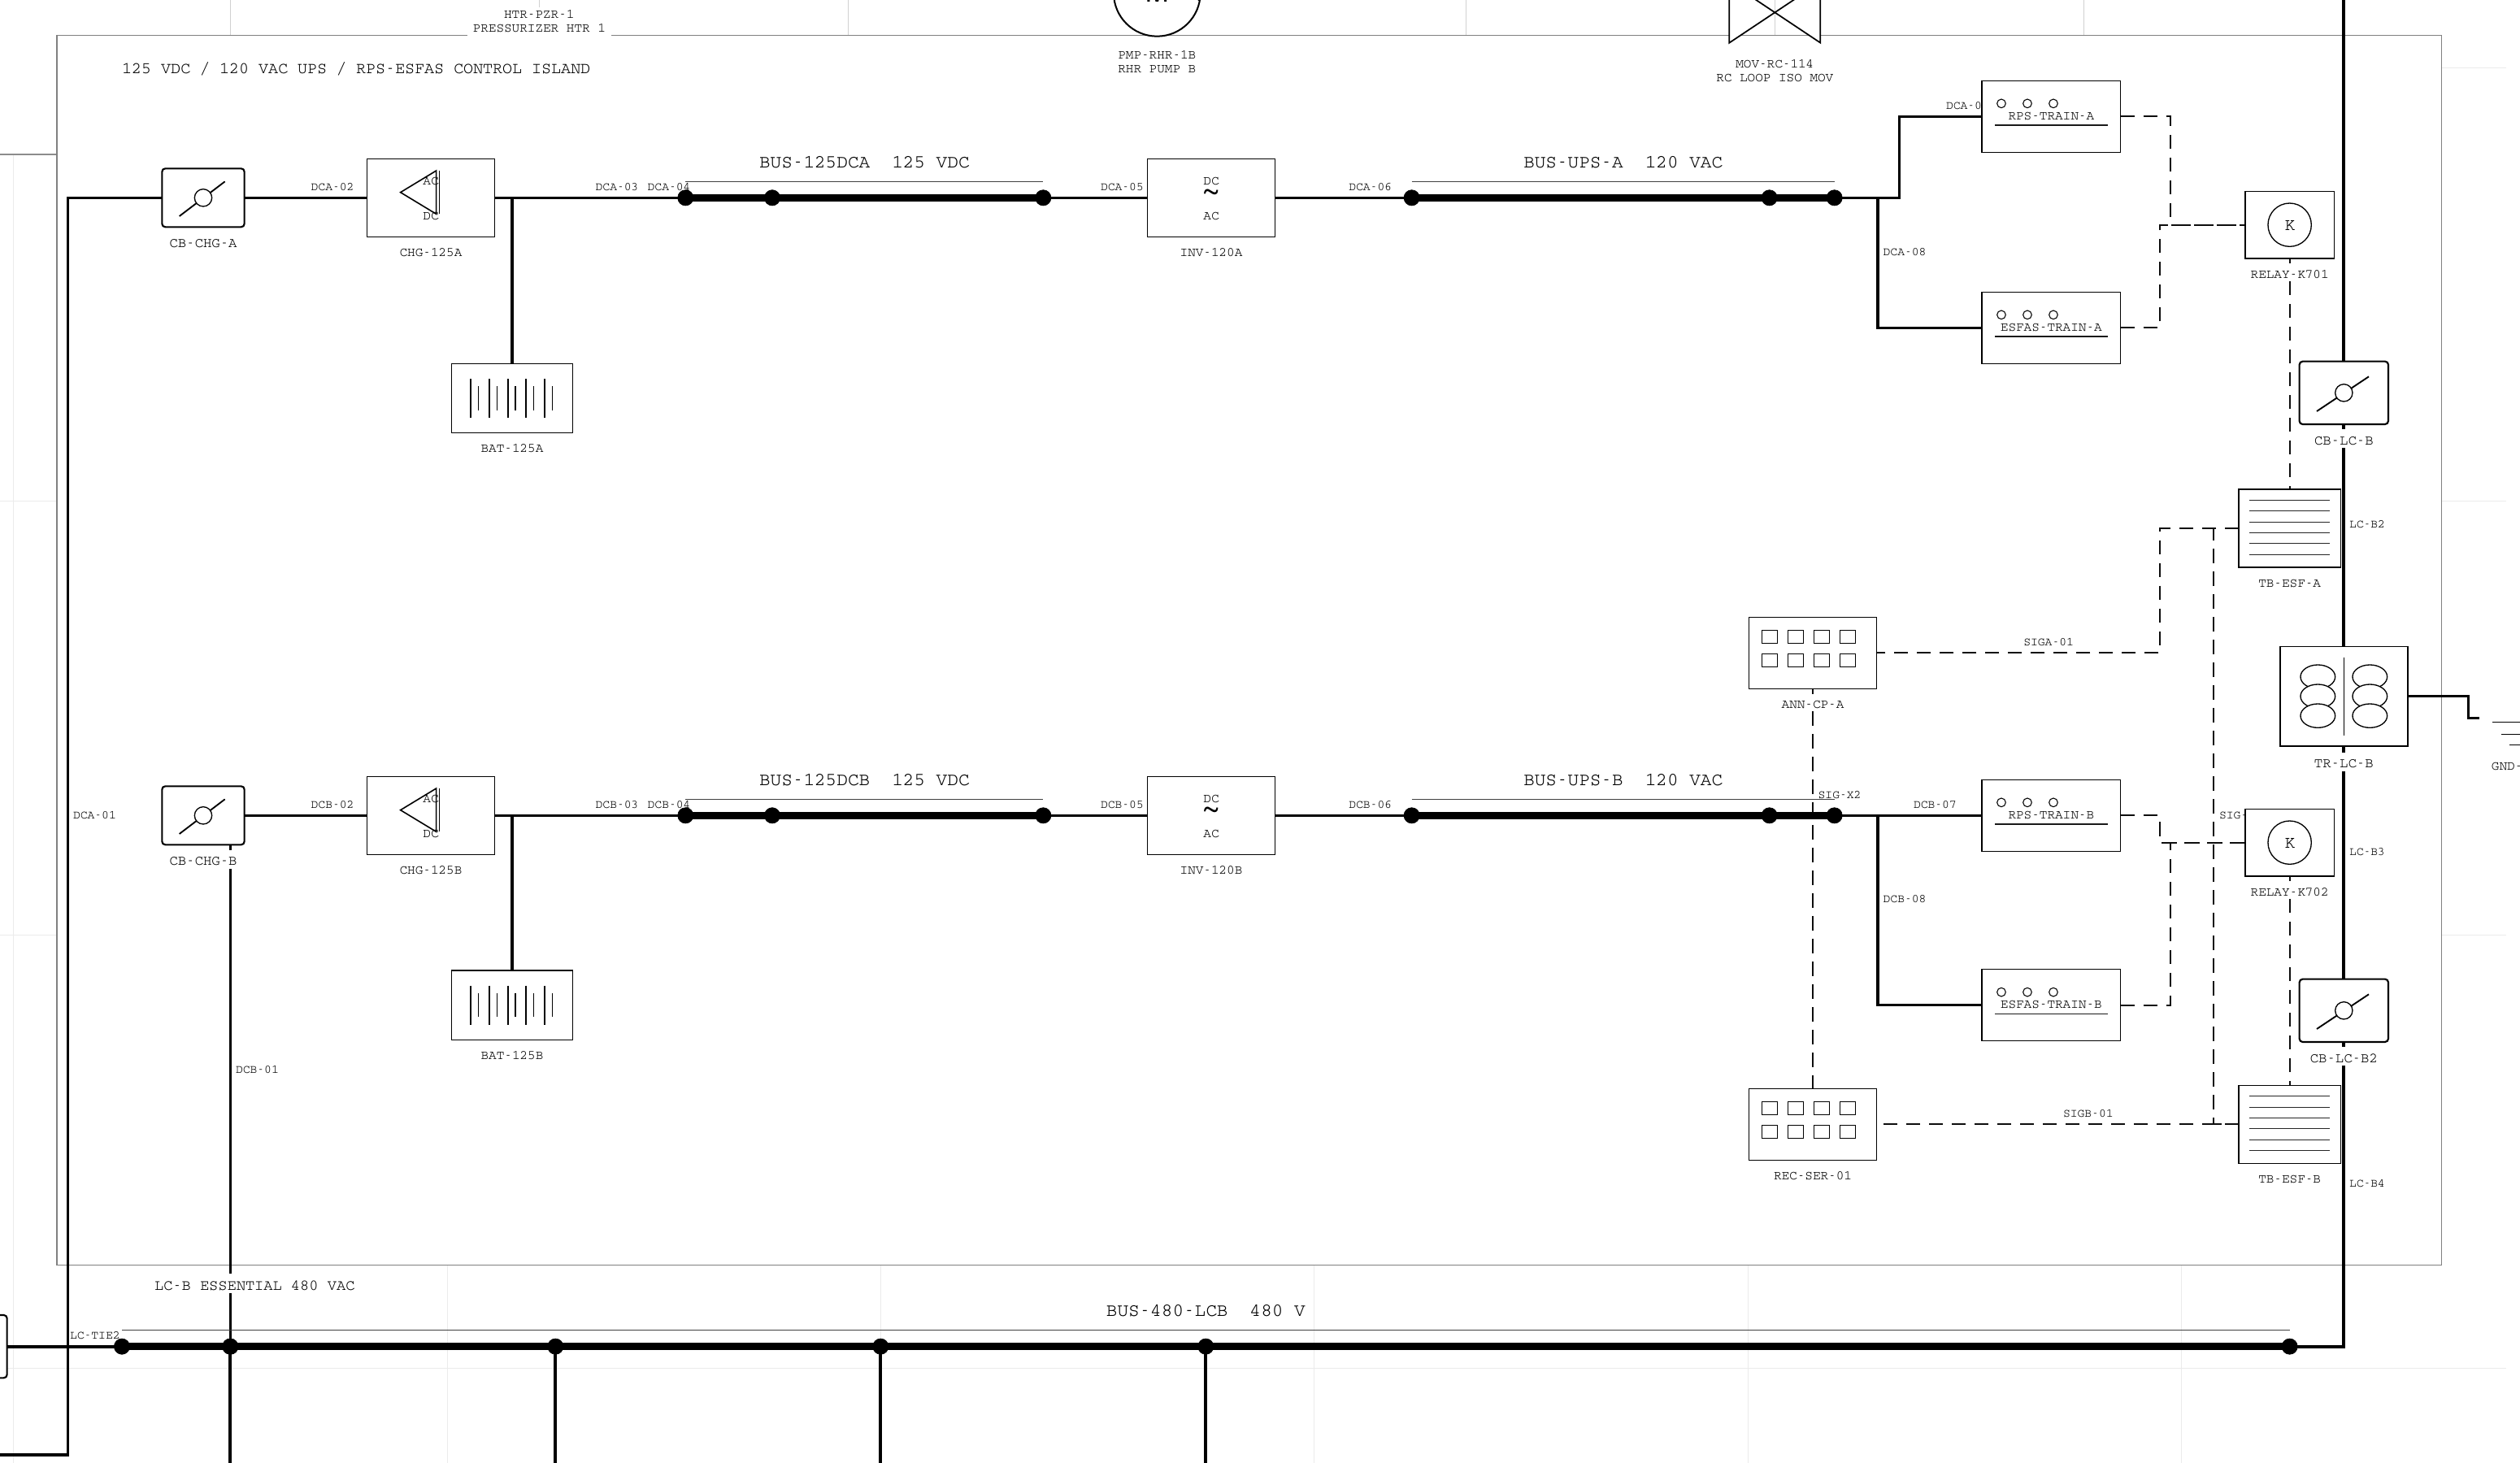 HTR-PZR-1
PRESSURIZER HTR 1
PMP-RHR-1B
RHR PUMP B
MOV-RC-114
RC LOOP ISO MOV
125 VDC / 120 VAC UPS / RPS-ESFAS CONTROL ISLAND
DCA-0
RPS-TRAIN-A
BUS-125DCA 125 VDC
BUS-UPS-A 120 VAC
DCA-02
AC
DC
DCA-03
DCA-04
DCA-05
DC
~
AC
DCA-06
K
CB-CHG-A
CHG-125A
INV-120A
DCA-08
RELAY-K701
ESFAS-TRAIN-A
BAT-125A
CB-LC-B
LC-B2
TB-ESF-A
SIGA-01
ANN-CP-A
TR-LC-B
GND-
BUS-125DCB 125 VDC
BUS-UPS-B 120 VAC
SIG-X2
DCA-01
DCB-02
AC
DC
DCB-03
DCB-04
DCB-05
DC
~
AC
DCB-06
DCB-07
RPS-TRAIN-B
SIG-
K
LC-B3
CB-CHG-B
CHG-125B
INV-120B
DCB-08
RELAY-K702
ESFAS-TRAIN-B
BAT-125B
CB-LC-B2
DCB-01
SIGB-01
REC-SER-01
TB-ESF-B
LC-B4
LC-B ESSENTIAL 480 VAC
BUS-480-LCB 480 V
LC-TIE2